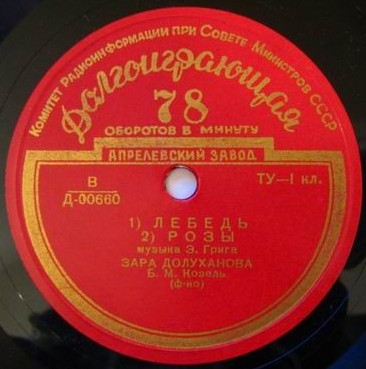 Комитет Радиоинформации при Совете Министров СССР
Долгоиграющая
78
ОБОРОТОВ В МИНУТУ
АПРЕЛЕВСКИЙ ЗАВОД
В
Д-00660
ТУ—1 кл.
1) ЛЕБЕДЬ
2) РОЗЫ
музыка Э. Грига
ЗАРА ДОЛУХАНОВА
Б. М. Козель
(ф-но)